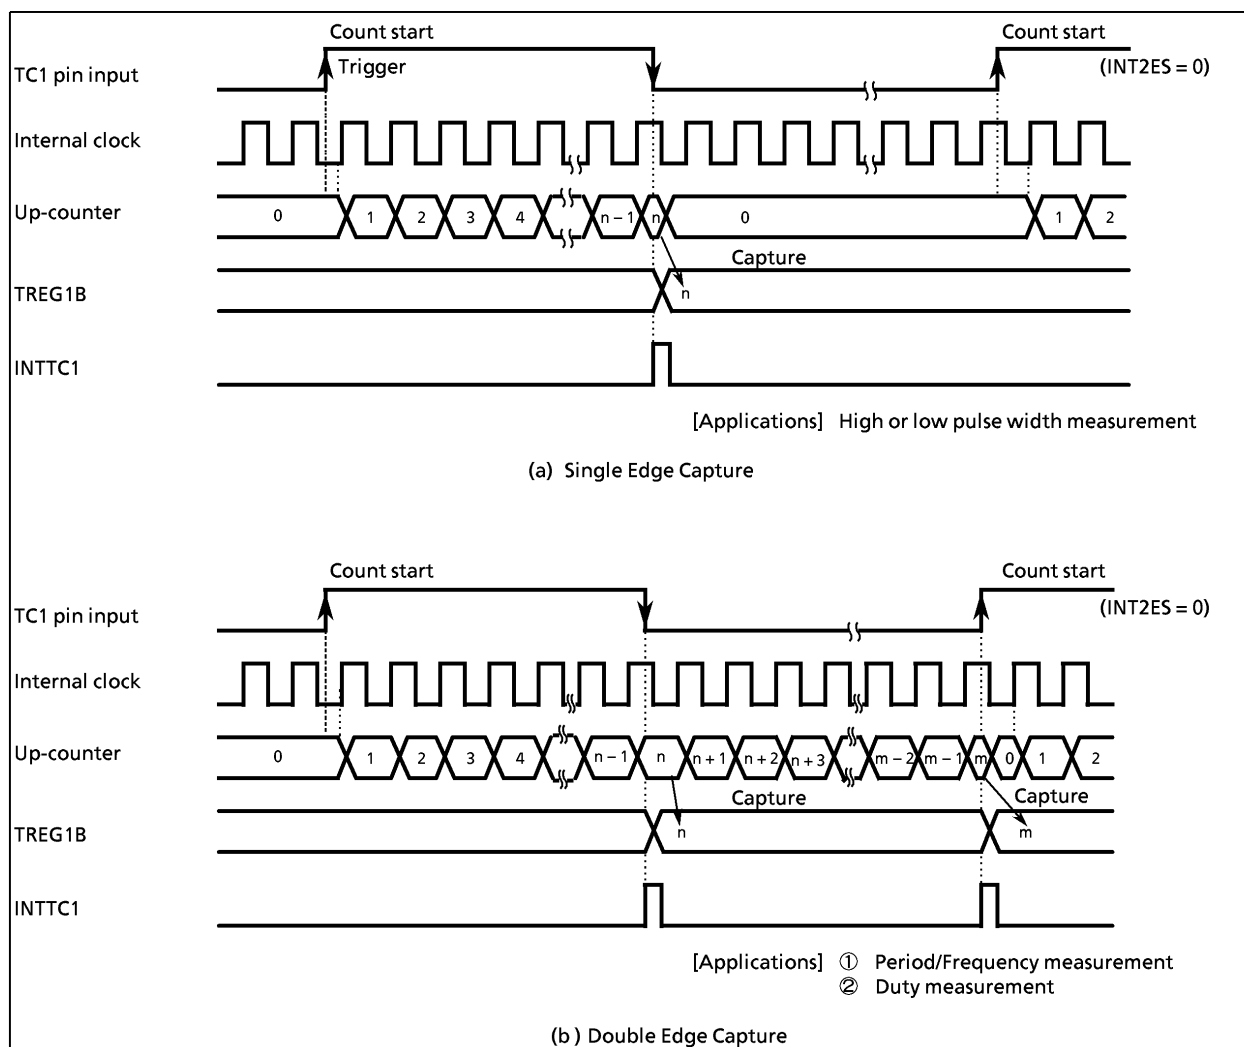 Count start
Count start
TC1 pin input
Trigger
(INT2ES = 0)
Internal clock
Up-counter
0 1 2 3 4 n – 1 n 0 1 2
Capture
TREG1B
n
INTTC1
[Applications] High or low pulse width measurement
(a) Single Edge Capture
Count start
Count start
TC1 pin input
(INT2ES = 0)
Internal clock
Up-counter
0 1 2 3 4 n – 1 n n + 1 n + 2 n + 3 m – 2 m – 1 m 0 1 2
Capture
Capture
TREG1B
n
m
INTTC1
[Applications] ① Period/Frequency measurement
② Duty measurement
(b) Double Edge Capture